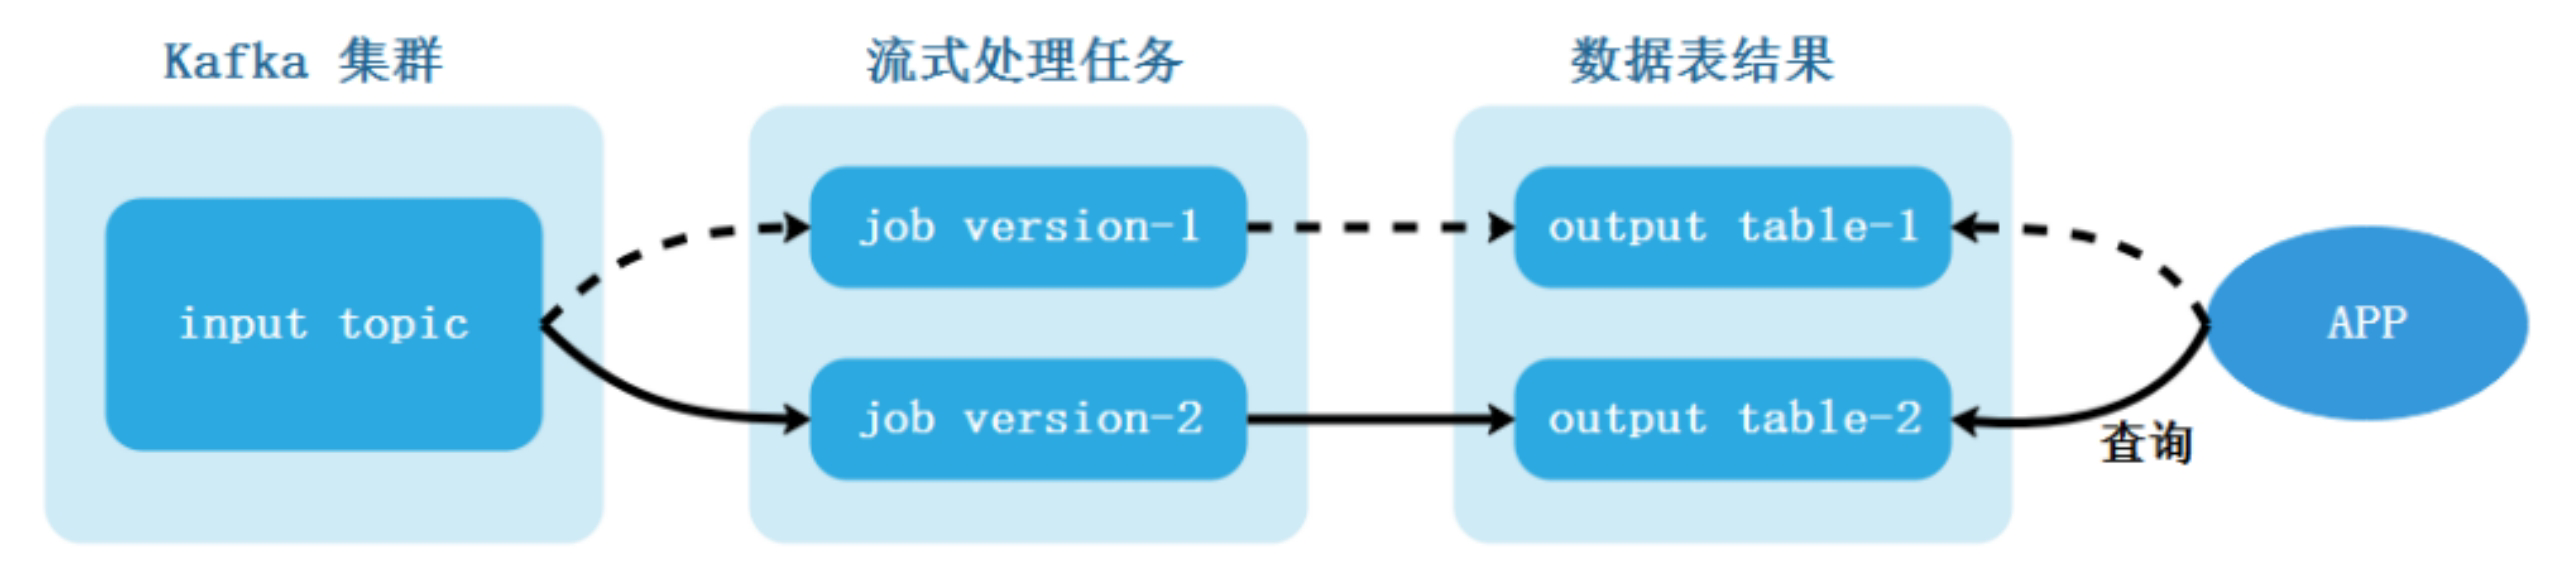 Kafka 集群
流式处理任务
数据表结果
input topic
job version-1
job version-2
output table-1
output table-2
APP
查询